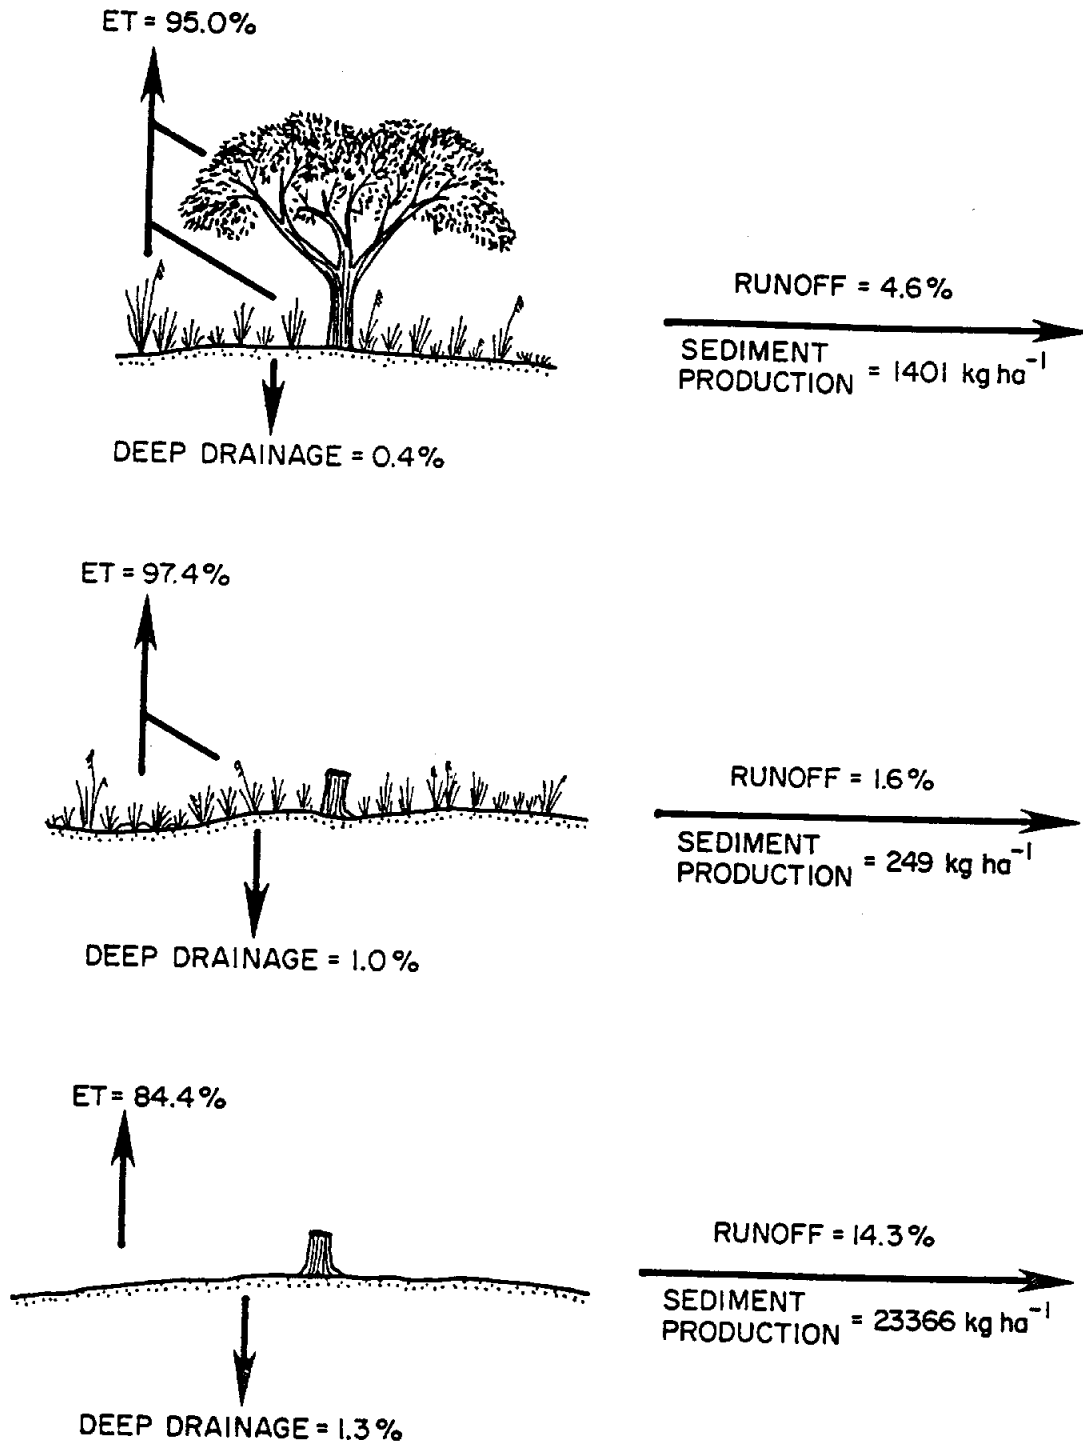 ET = 95.0%
RUNOFF = 4.6%
SEDIMENT
PRODUCTION = 1401 kg ha⁻¹
DEEP DRAINAGE = 0.4%
ET = 97.4%
RUNOFF = 1.6%
SEDIMENT
PRODUCTION = 249 kg ha⁻¹
DEEP DRAINAGE = 1.0%
ET = 84.4%
RUNOFF = 14.3%
SEDIMENT
PRODUCTION = 23366 kg ha⁻¹
DEEP DRAINAGE = 1.3%